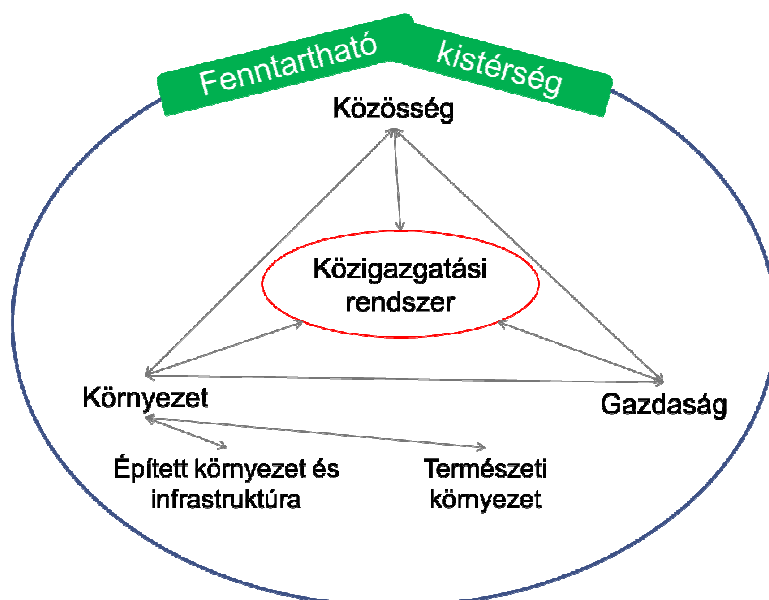 Fenntartható kistérség
Közösség
Közigazgatási
rendszer
Környezet
Gazdaság
Épített környezet és
infrastruktúra
Természeti
környezet